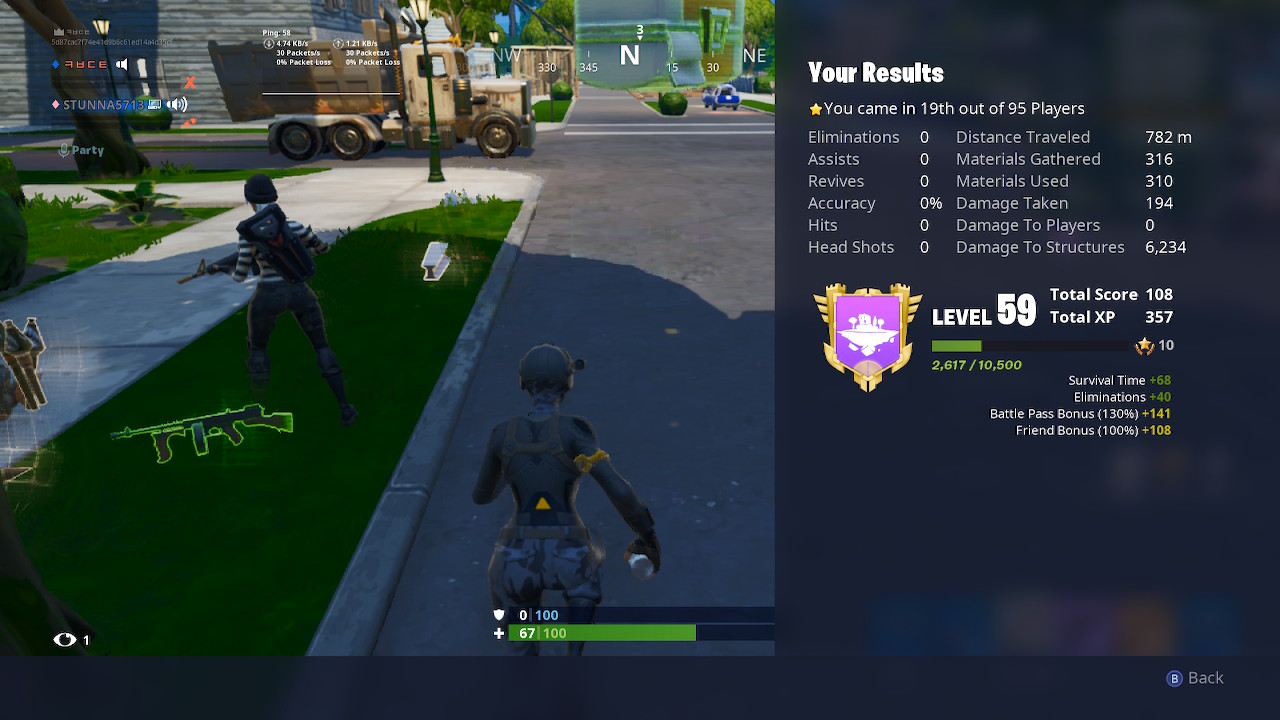 ㅋㅂㄷㅌ
5d87cac2f74e41d9b6c61ed14a4d35cf
ㅋㅂㄷㅌ
STUNNA5713
Party
Ping: 58
4.74 KB/s 1.21 KB/s
30 Packets/s 30 Packets/s
0% Packet Loss 0% Packet Loss
3
NW 330 345 N 15 30 NE
Your Results
You came in 19th out of 95 Players
Eliminations 0 Distance Traveled 782 m
Assists 0 Materials Gathered 316
Revives 0 Materials Used 310
Accuracy 0% Damage Taken 194
Hits 0 Damage To Players 0
Head Shots 0 Damage To Structures 6,234
LEVEL 59
Total Score 108
Total XP 357
10
2,617 / 10,500
Survival Time +68
Eliminations +40
Battle Pass Bonus (130%) +141
Friend Bonus (100%) +108
0 | 100
67 | 100
1
B Back